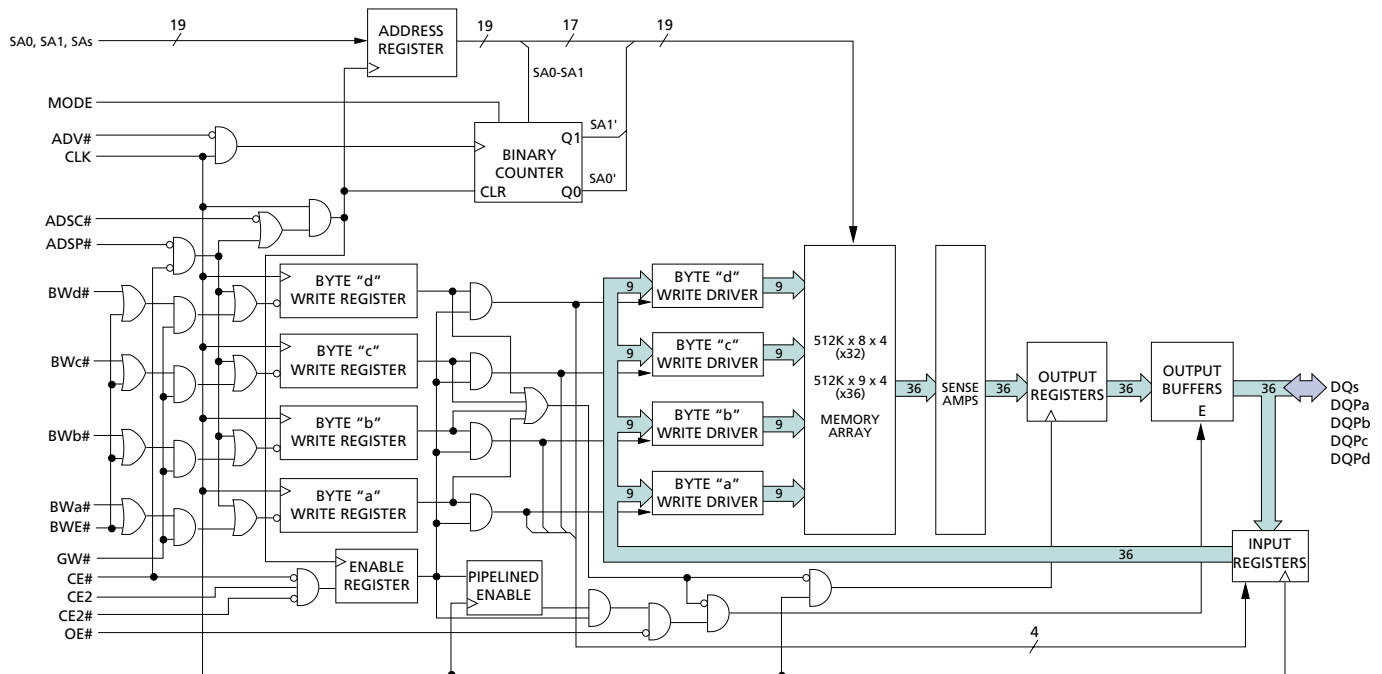 19
SA0, SA1, SAs
ADDRESS
REGISTER
19
17
19
SA0-SA1
MODE
ADV#
CLK
BINARY
COUNTER
CLR
Q1
Q0
SA1'
SA0'
ADSC#
ADSP#
BWd#
BWc#
BWb#
BWa#
BWE#
GW#
CE#
CE2
CE2#
OE#
BYTE “d”
WRITE REGISTER
BYTE “c”
WRITE REGISTER
BYTE “b”
WRITE REGISTER
BYTE “a”
WRITE REGISTER
ENABLE
REGISTER
PIPELINED
ENABLE
9
BYTE “d”
WRITE DRIVER
9
9
BYTE “c”
WRITE DRIVER
9
9
BYTE “b”
WRITE DRIVER
9
9
BYTE “a”
WRITE DRIVER
9
512K x 8 x 4
(x32)
512K x 9 x 4
(x36)
MEMORY
ARRAY
36
SENSE
AMPS
36
OUTPUT
REGISTERS
36
OUTPUT
BUFFERS
E
36
DQs
DQPa
DQPb
DQPc
DQPd
36
INPUT
REGISTERS
4